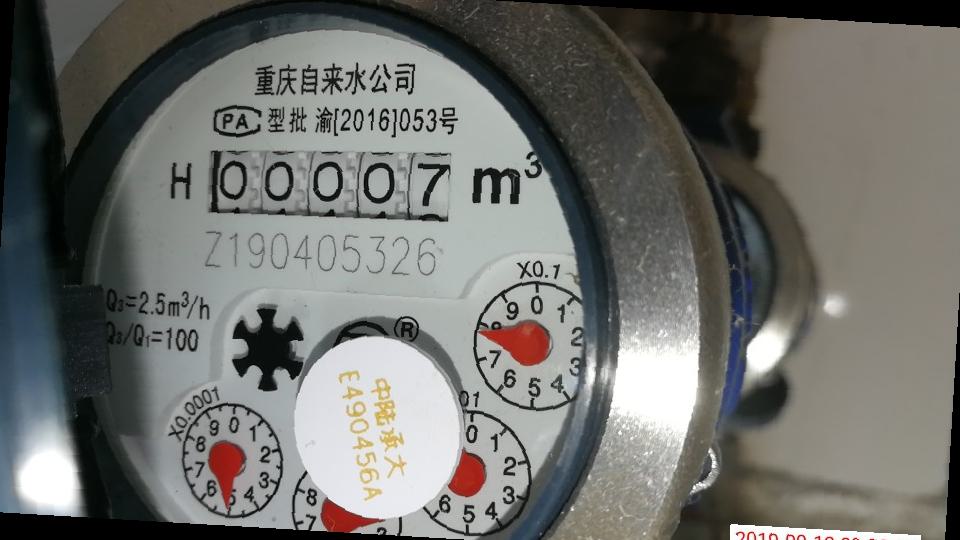 重庆自来水公司
PA 型批 渝[2016]053号
H 00007 m³
Z190405326
Q₃=2.5m³/h
Q₃/Q₁=100
®
X0.1
9 0 1 2 3 4 5 6 7
X0.0001
9 0 1 2 3 4 5 6 7 8
01
0 1 2 3 4 5
8 7
中陆承大
E490456A